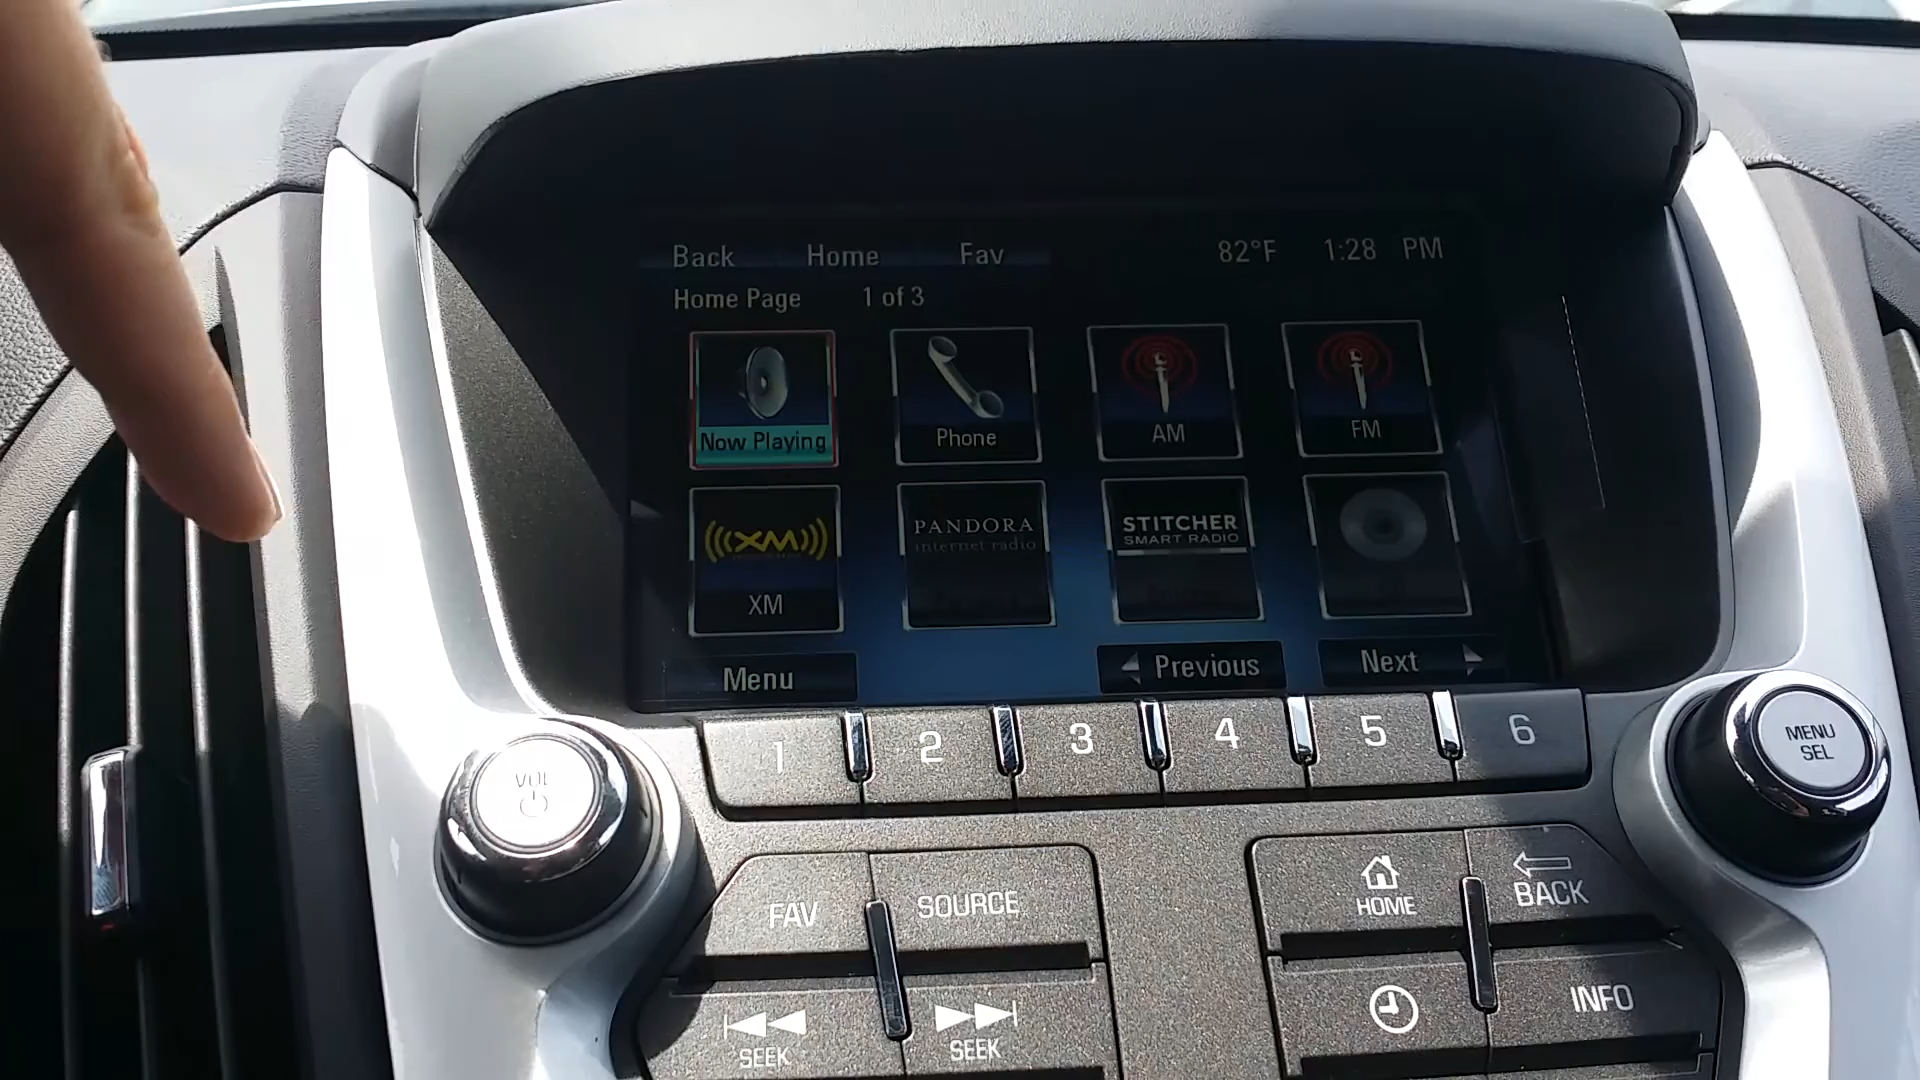 Back Home Fav 82°F 1:28 PM
Home Page 1 of 3
Now Playing Phone AM FM
XM PANDORA STITCHER
internet radio SMART RADIO
XM
Menu Previous Next
1 2 3 4 5 6
VOL
MENU
SEL
FAV SOURCE HOME BACK
SEEK SEEK INFO